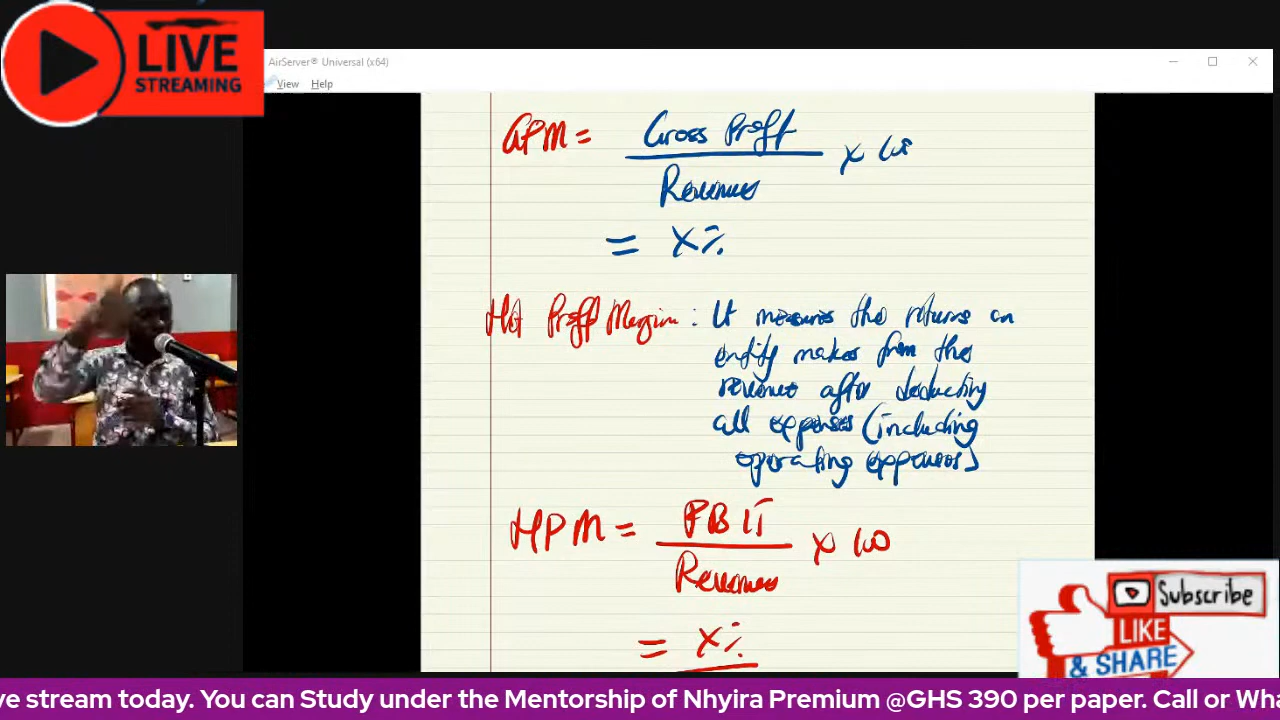 LIVE
STREAMING
AirServer® Universal (x64)
View Help
GPM = Gross Profit
Revenue
x 100
= x%
Net Profit Margin : It measures the returns an
entity makes from the
revenue after deducting
all expenses (including
operating expenses)
NPM = PBIT
Revenue
x 100
= x%
Subscribe
LIKE
& SHARE
ve stream today. You can Study under the Mentorship of Nhyira Premium @GHS 390 per paper. Call or Wha